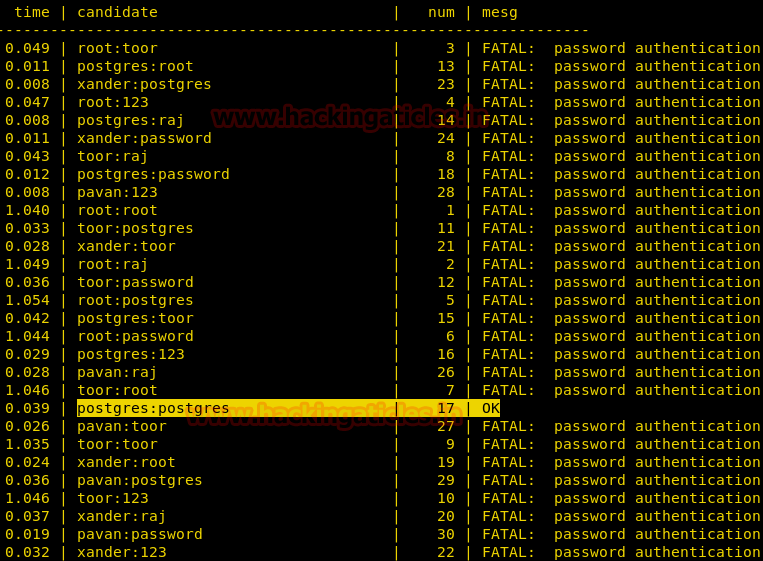 time | candidate | num | mesg
-----------------------------------------------------------------
0.049 | root:toor | 3 | FATAL:  password authentication
0.011 | postgres:root | 13 | FATAL:  password authentication
0.008 | xander:postgres | 23 | FATAL:  password authentication
0.047 | root:123 | 4 | FATAL:  password authentication
www.hackingaticlse.in
0.008 | postgres:raj | 14 | FATAL:  password authentication
0.011 | xander:password | 24 | FATAL:  password authentication
0.043 | toor:raj | 8 | FATAL:  password authentication
0.012 | postgres:password | 18 | FATAL:  password authentication
0.008 | pavan:123 | 28 | FATAL:  password authentication
1.040 | root:root | 1 | FATAL:  password authentication
0.033 | toor:postgres | 11 | FATAL:  password authentication
0.028 | xander:toor | 21 | FATAL:  password authentication
1.049 | root:raj | 2 | FATAL:  password authentication
0.036 | toor:password | 12 | FATAL:  password authentication
1.054 | root:postgres | 5 | FATAL:  password authentication
0.042 | postgres:toor | 15 | FATAL:  password authentication
1.044 | root:password | 6 | FATAL:  password authentication
0.029 | postgres:123 | 16 | FATAL:  password authentication
0.028 | pavan:raj | 26 | FATAL:  password authentication
1.046 | toor:root | 7 | FATAL:  password authentication
0.039 | postgres:postgres | 17 | OK
0.026 | pavan:toor | 27 | FATAL:  password authentication
1.035 | toor:toor | 9 | FATAL:  password authentication
0.024 | xander:root | 19 | FATAL:  password authentication
0.036 | pavan:postgres | 29 | FATAL:  password authentication
1.046 | toor:123 | 10 | FATAL:  password authentication
0.037 | xander:raj | 20 | FATAL:  password authentication
0.019 | pavan:password | 30 | FATAL:  password authentication
0.032 | xander:123 | 22 | FATAL:  password authentication